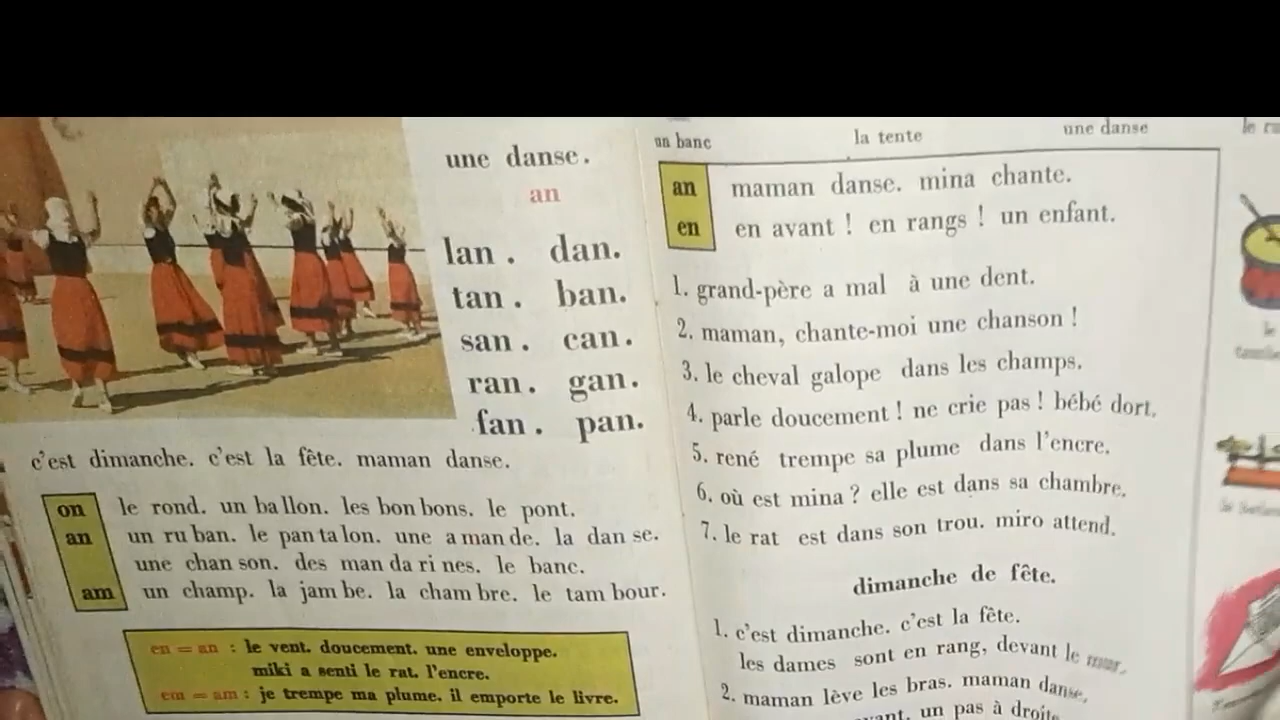 une danse.
an
lan. dan.
tan. ban.
san. can.
ran. gan.
fan. pan.
c'est dimanche. c'est la fête. maman danse.
on le rond. un ba llon. les bon bons. le pont.
an un ru ban. le pan ta lon. une a man de. la dan se.
une chan son. des man da ri nes. le banc.
am un champ. la jam be. la cham bre. le tam bour.
en = an : le vent. doucement. une enveloppe.
miki a senti le rat. l'encre.
em = am : je trempe ma plume. il emporte le livre.
un banc la tente une danse le
an maman danse. mina chante.
en en avant ! en rangs ! un enfant.
1. grand-père a mal à une dent.
2. maman, chante-moi une chanson !
3. le cheval galope dans les champs.
4. parle doucement ! ne crie pas ! bébé dort.
5. rené trempe sa plume dans l'encre.
6. où est mina ? elle est dans sa chambre.
7. le rat est dans son trou. miro attend.
dimanche de fête.
1. c'est dimanche. c'est la fête.
les dames sont en rang, devant le mur.
2. maman lève les bras. maman danse,
un pas à droite
le